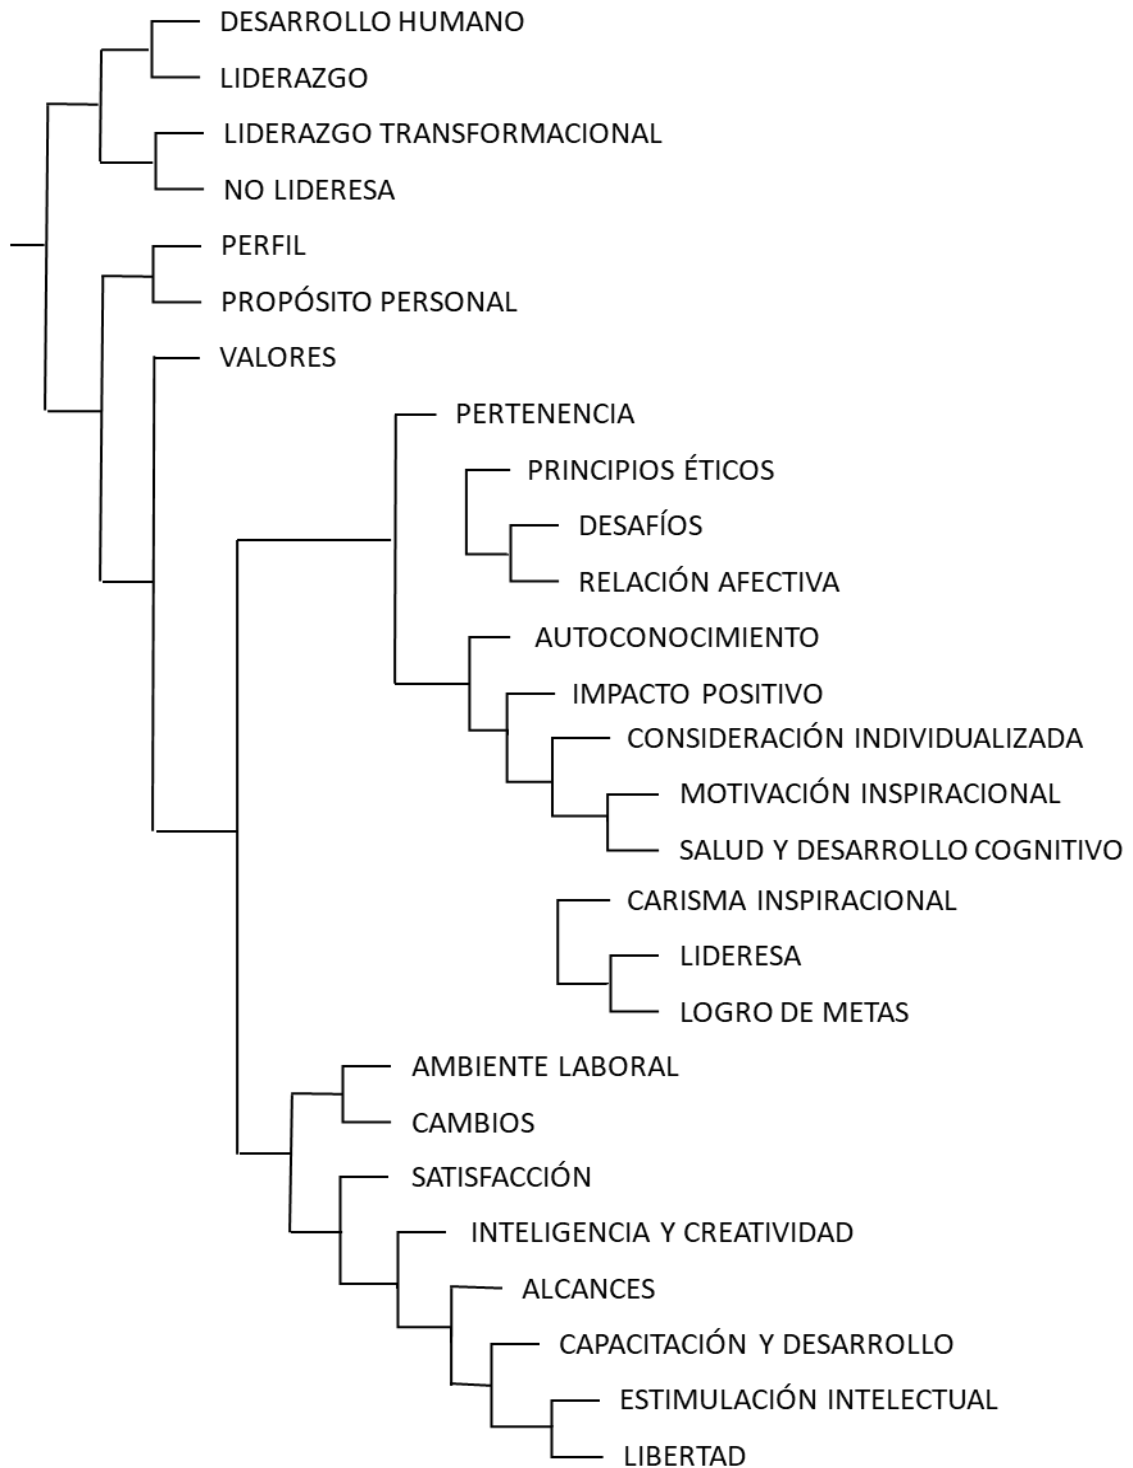 DESARROLLO HUMANO
LIDERAZGO
LIDERAZGO TRANSFORMACIONAL
NO LIDERESA
PERFIL
PROPÓSITO PERSONAL
VALORES
PERTENENCIA
PRINCIPIOS ÉTICOS
DESAFÍOS
RELACIÓN AFECTIVA
AUTOCONOCIMIENTO
IMPACTO POSITIVO
CONSIDERACIÓN INDIVIDUALIZADA
MOTIVACIÓN INSPIRACIONAL
SALUD Y DESARROLLO COGNITIVO
CARISMA INSPIRACIONAL
LIDERESA
LOGRO DE METAS
AMBIENTE LABORAL
CAMBIOS
SATISFACCIÓN
INTELIGENCIA Y CREATIVIDAD
ALCANCES
CAPACITACIÓN Y DESARROLLO
ESTIMULACIÓN INTELECTUAL
LIBERTAD